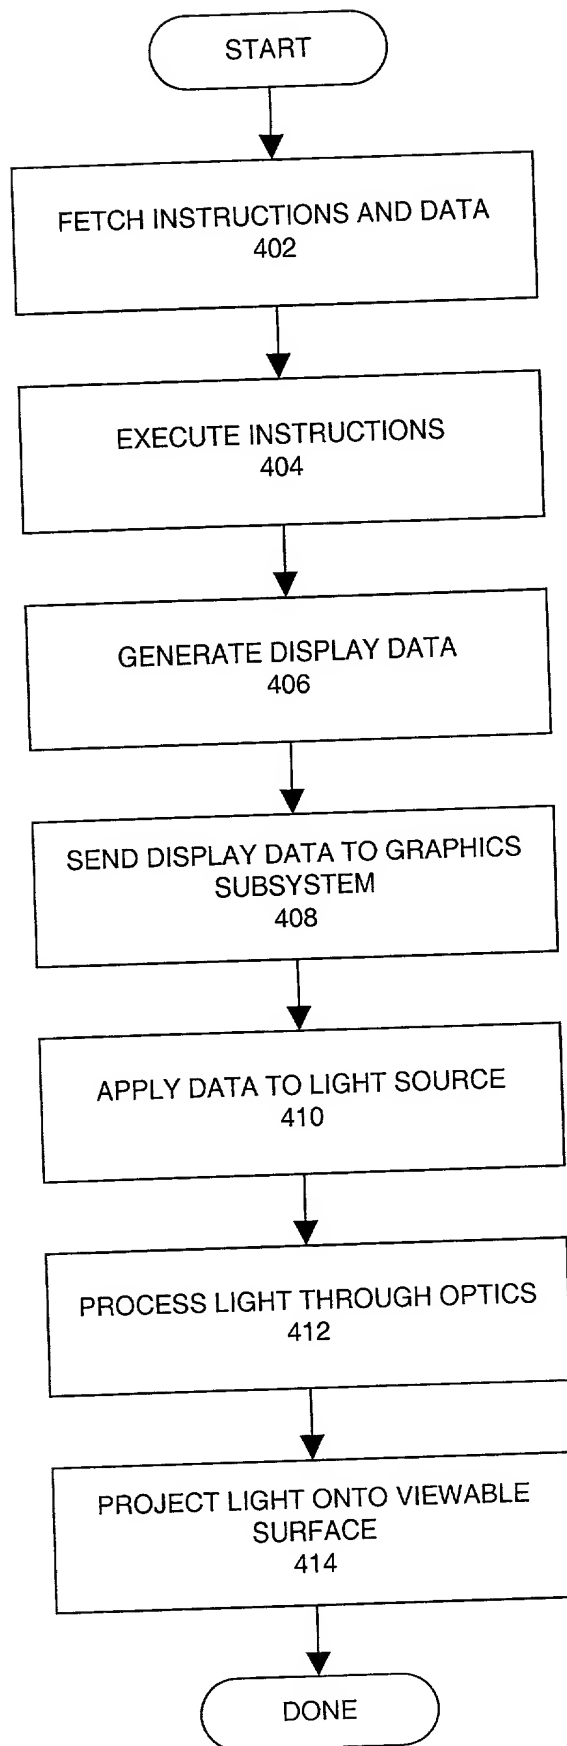 START
FETCH INSTRUCTIONS AND DATA
402
EXECUTE INSTRUCTIONS
404
GENERATE DISPLAY DATA
406
SEND DISPLAY DATA TO GRAPHICS
SUBSYSTEM
408
APPLY DATA TO LIGHT SOURCE
410
PROCESS LIGHT THROUGH OPTICS
412
PROJECT LIGHT ONTO VIEWABLE
SURFACE
414
DONE